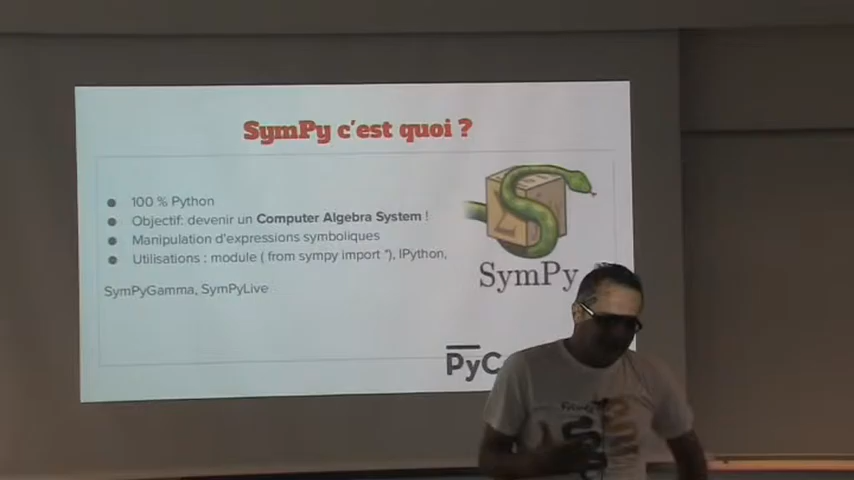 SymPy c'est quoi ?
100 % Python
Objectif: devenir un Computer Algebra System !
Manipulation d'expressions symboliques
Utilisations : module ( from sympy import *), IPython,
SymPyGamma, SymPyLive
SymPy
PyC